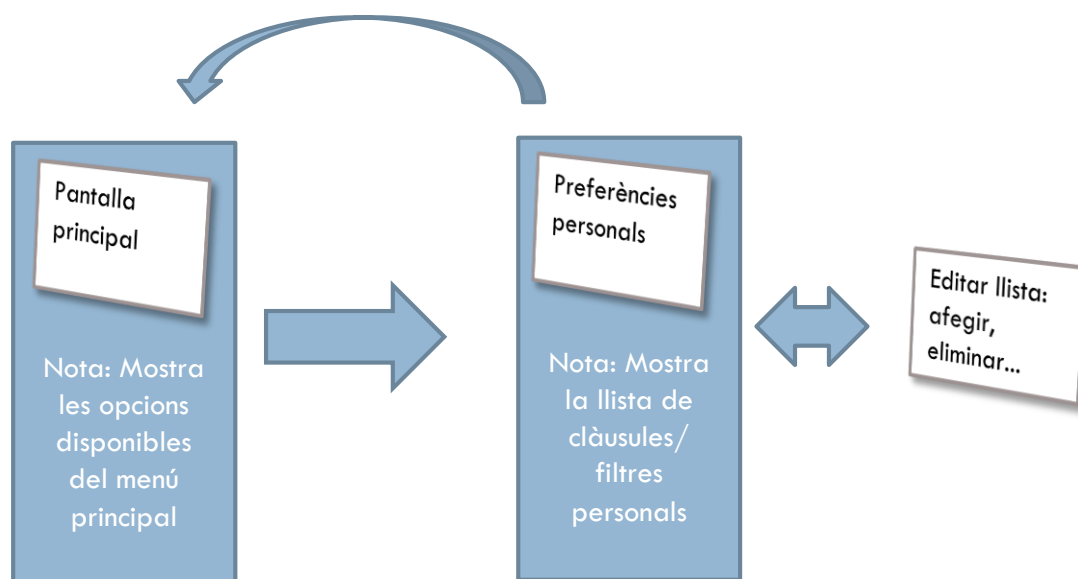 Pantalla
principal
Nota: Mostra
les opcions
disponibles
del menú
principal
Preferències
personals
Nota: Mostra
la llista de
clàusules/
filtres
personals
Editar llista:
afegir,
eliminar...